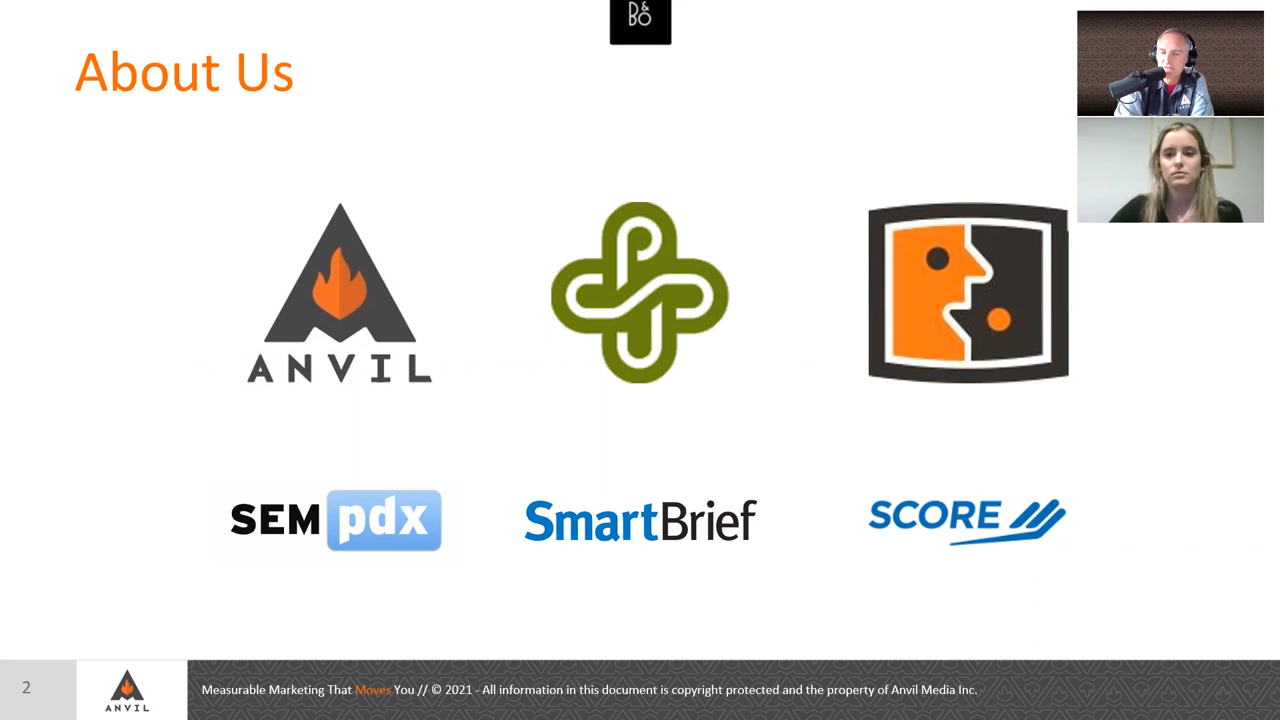 D&
BO
About Us
ANVIL
SEM pdx
SmartBrief
SCORE
2
ANVIL
Measurable Marketing That Moves You // © 2021 - All information in this document is copyright protected and the property of Anvil Media Inc.